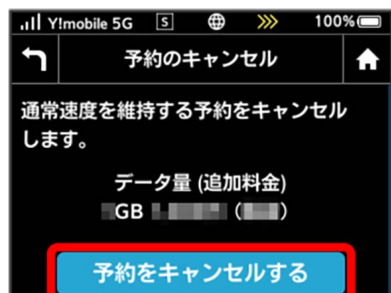 Y!mobile 5G S 100%
予約のキャンセル
通常速度を維持する予約をキャンセル
します。
データ量 (追加料金)
GB ( )
予約をキャンセルする